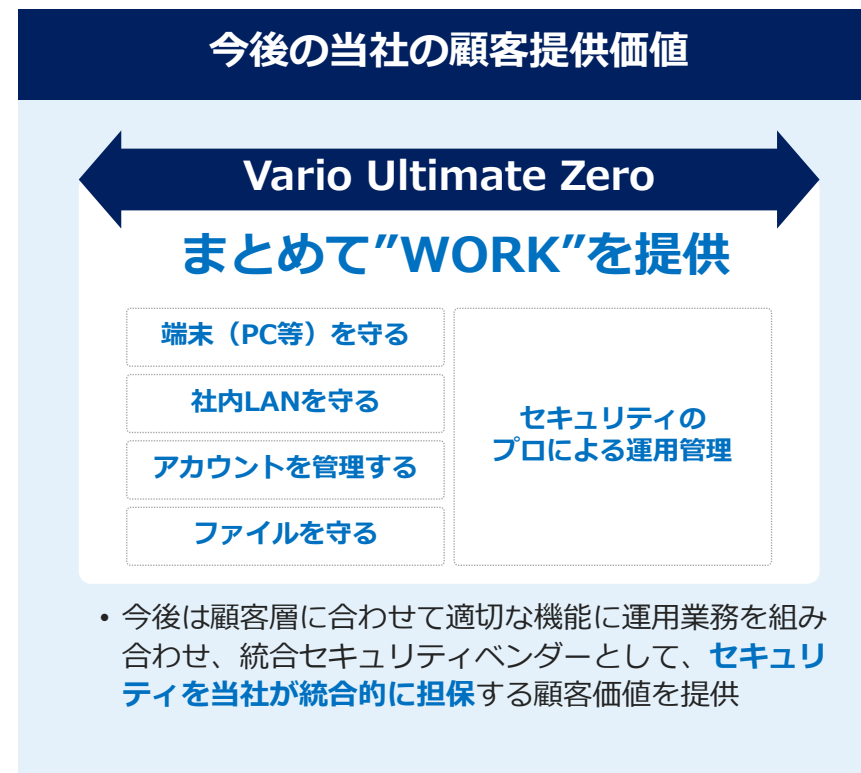 今後の当社の顧客提供価値
Vario Ultimate Zero
まとめて”WORK”を提供
端末（PC等）を守る
社内LANを守る
アカウントを管理する
ファイルを守る
セキュリティの
プロによる運用管理
• 今後は顧客層に合わせて適切な機能に運用業務を組み
合わせ、統合セキュリティベンダーとして、セキュリ
ティを当社が統合的に担保する顧客価値を提供